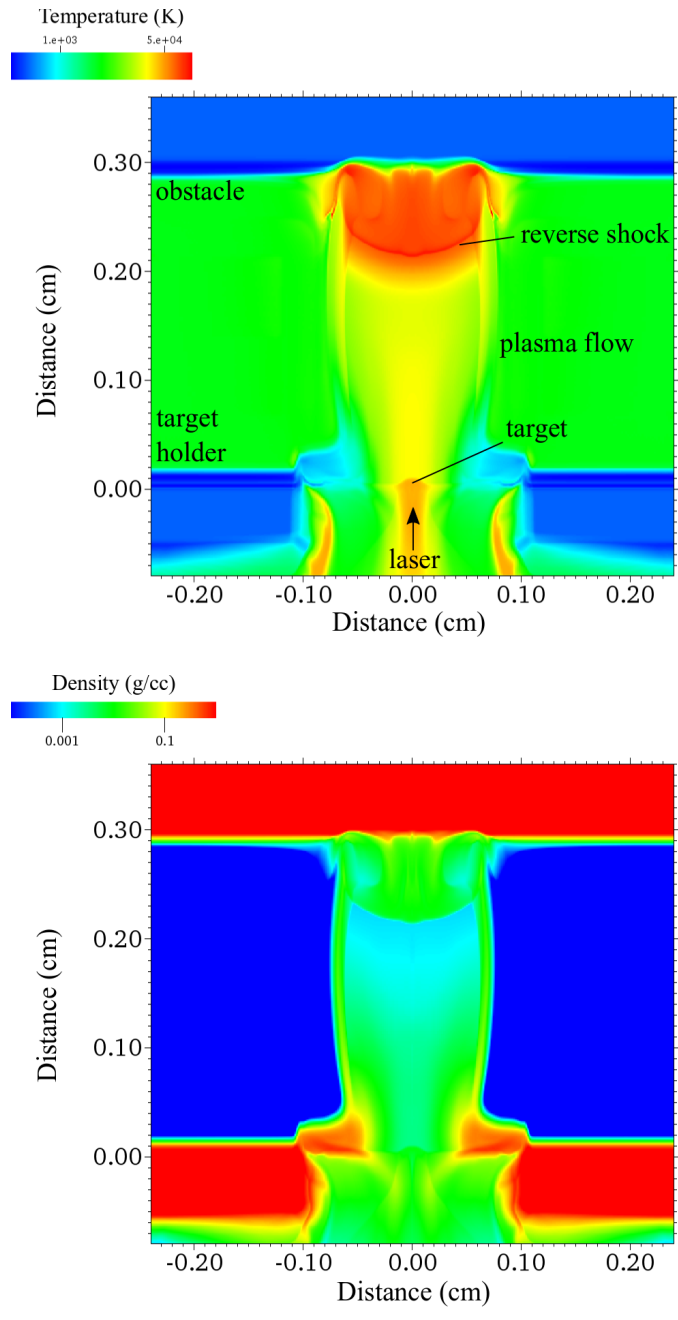 Temperature (K)
1.e+03 5.e+04
0.30
obstacle
reverse shock
0.20
Distance (cm)
plasma flow
0.10
target
holder
target
0.00
laser
-0.20 -0.10 0.00 0.10 0.20
Distance (cm)
Density (g/cc)
0.001 0.1
0.30
0.20
Distance (cm)
0.10
0.00
-0.20 -0.10 0.00 0.10 0.20
Distance (cm)